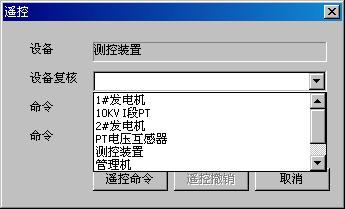 遥控
设备 测控装置
设备复核
命令
命令
1#发电机
10KV I段PT
2#发电机
PT电压互感器
测控装置
管理机
遥控命令 遥控撤销 取消